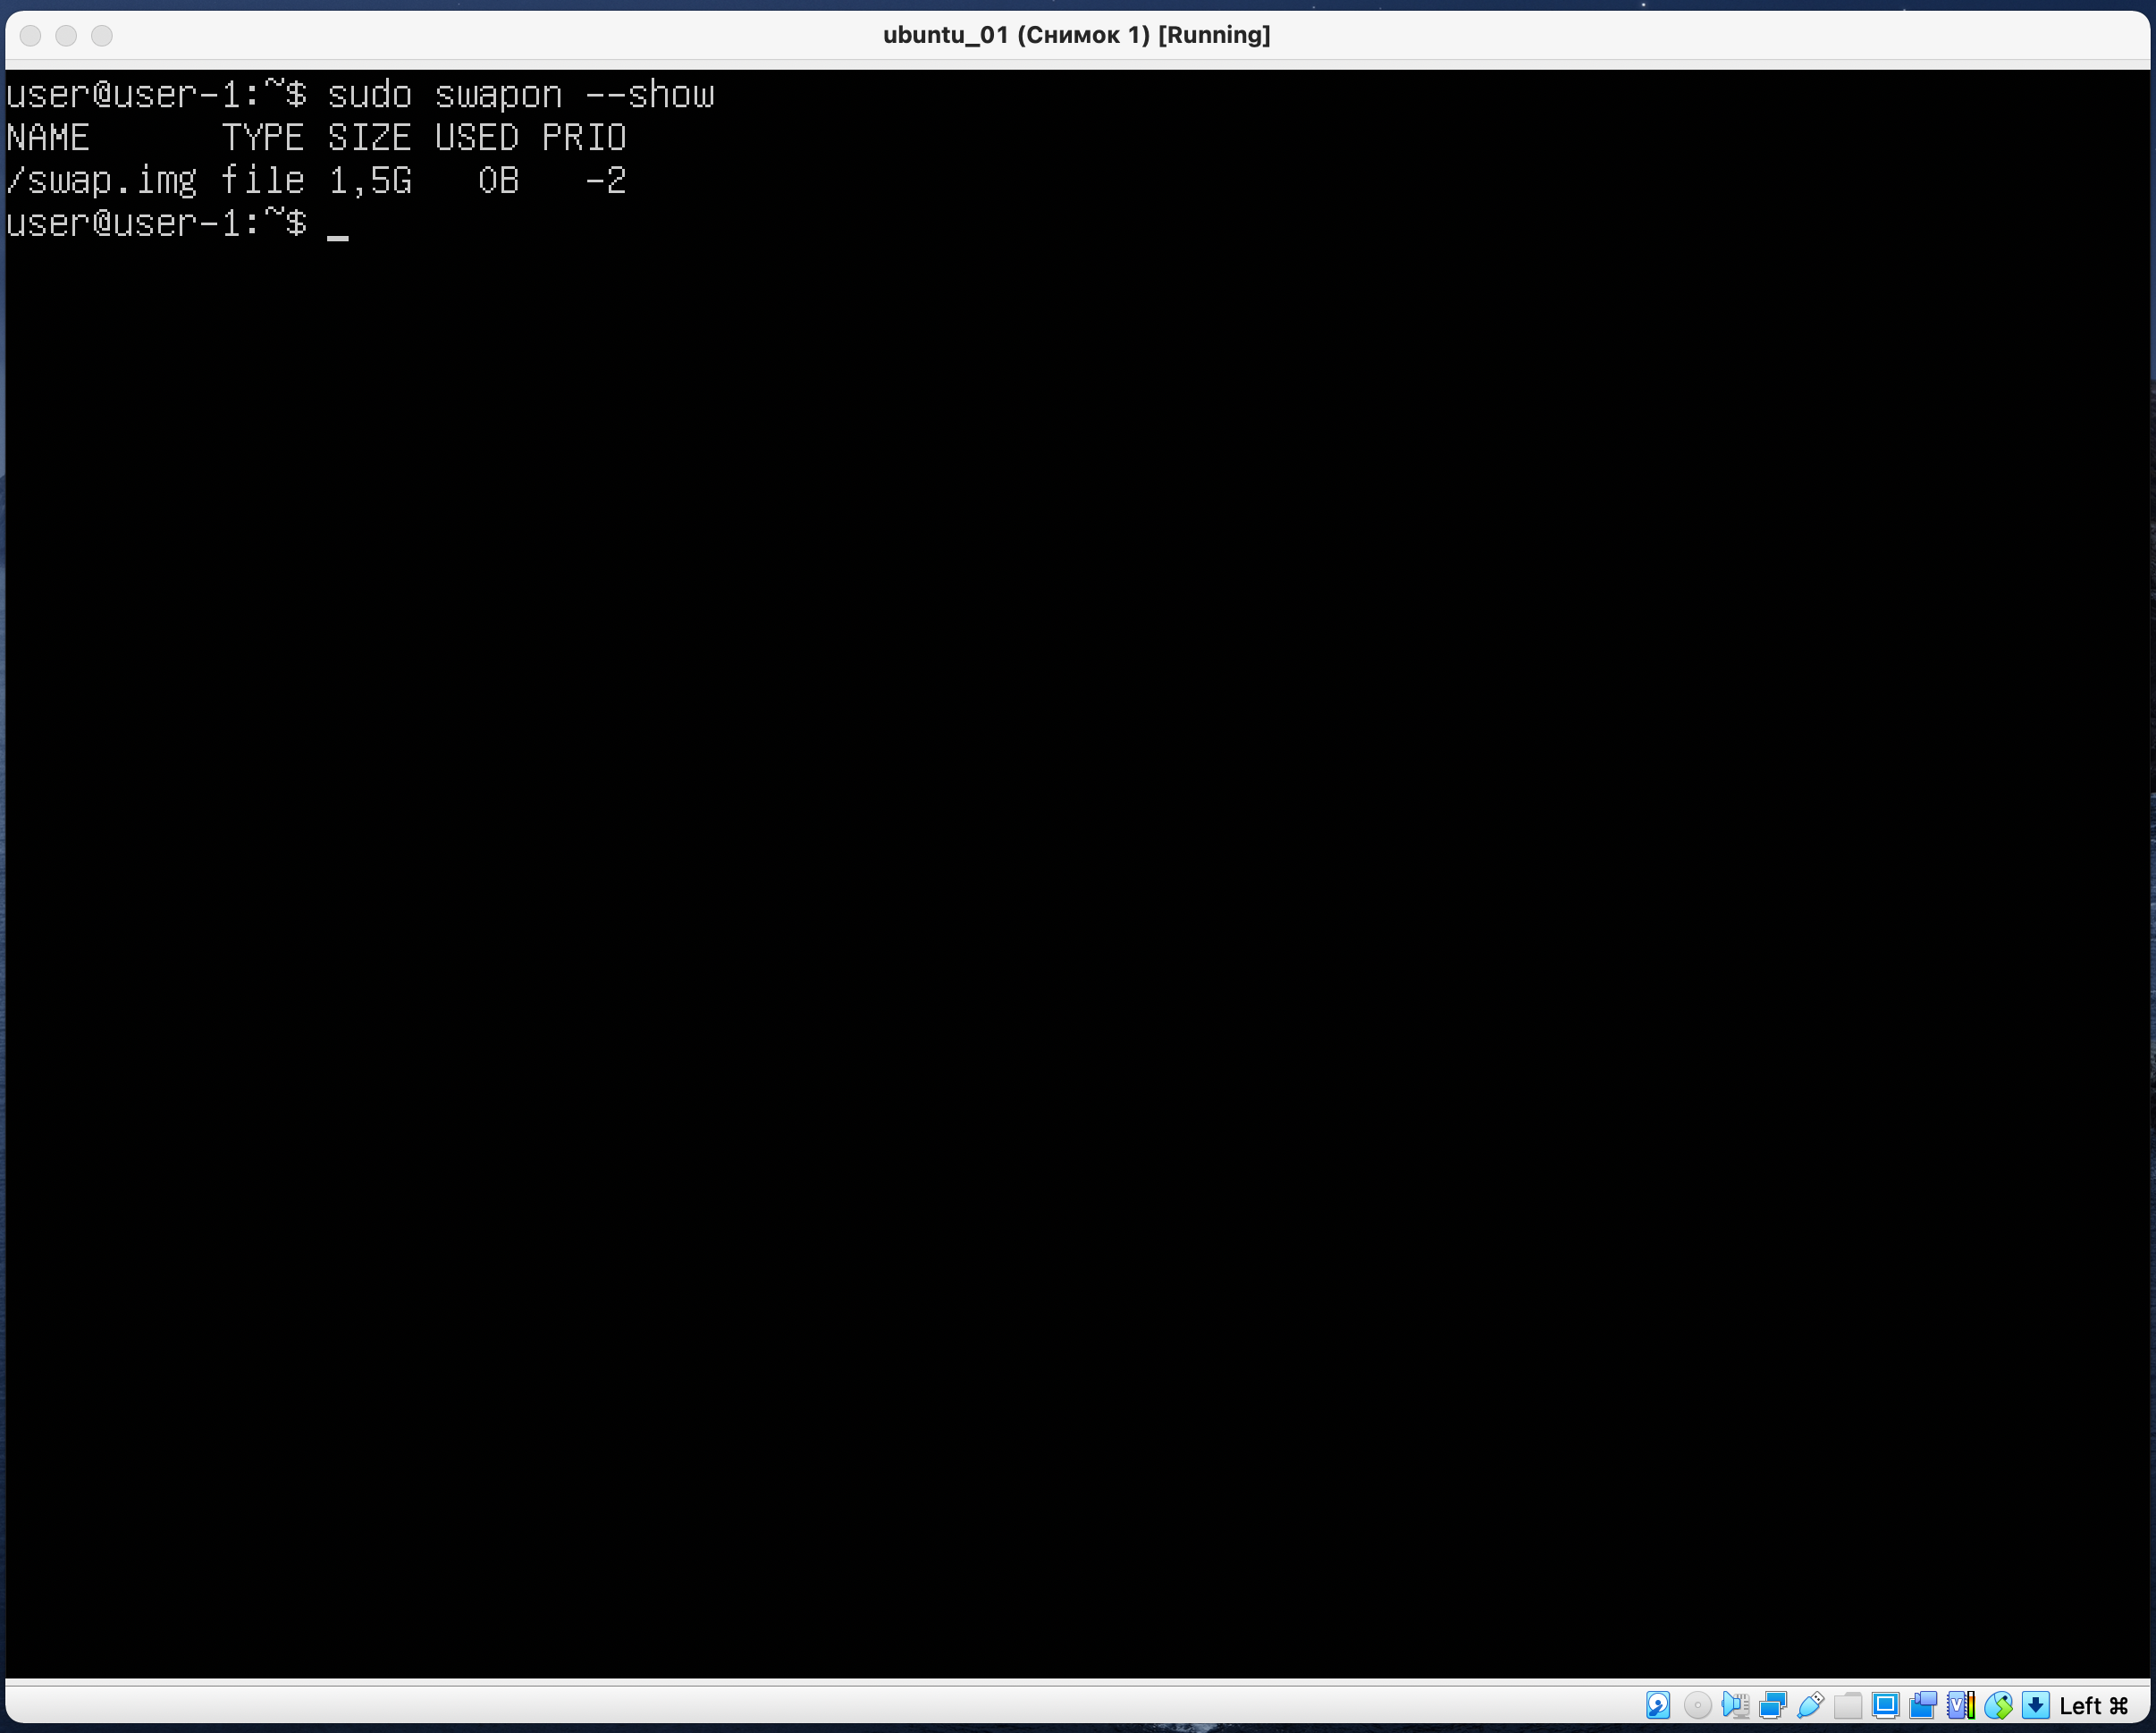 ubuntu_01 (Снимок 1) [Running]
user@user-1:~$ sudo swapon --show
NAME      TYPE SIZE USED PRIO
/swap.img file 1,5G   0B   -2
user@user-1:~$ _
Left ⌘